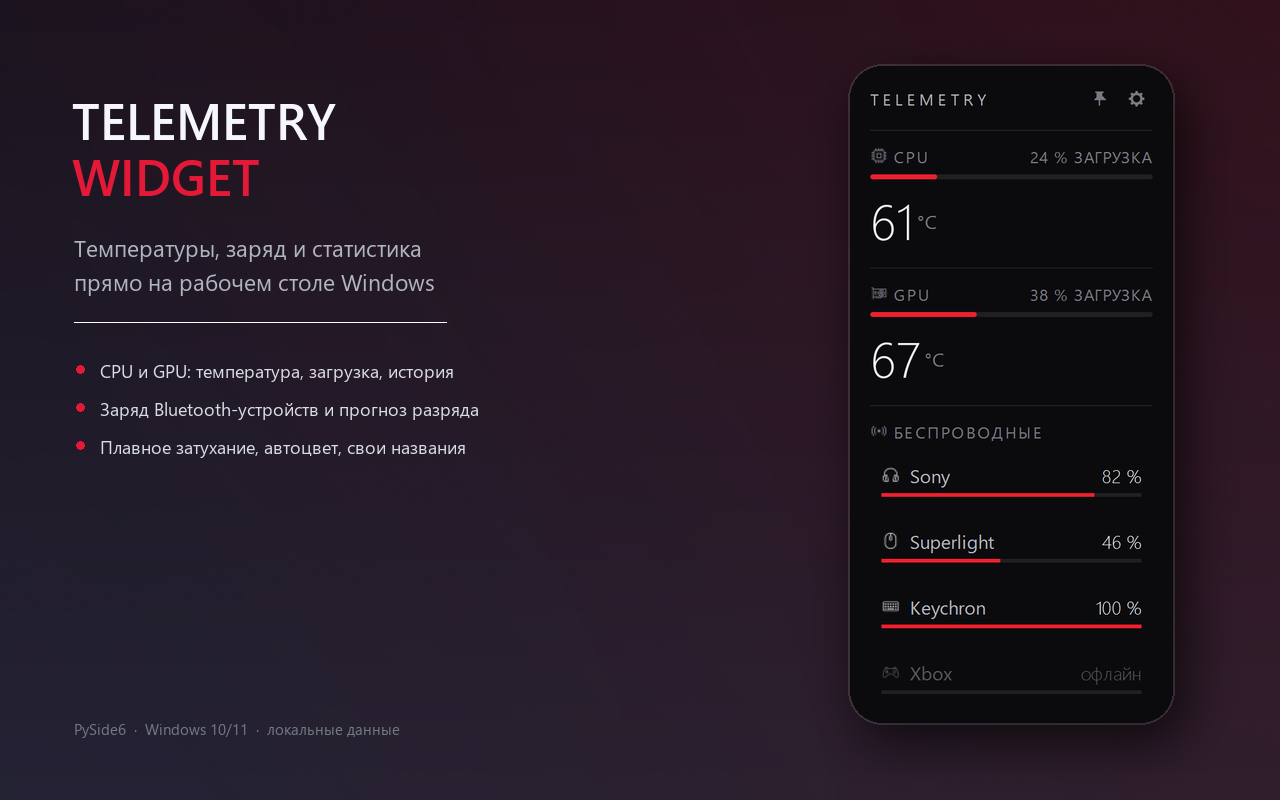 TELEMETRY
WIDGET
Температуры, заряд и статистика
прямо на рабочем столе Windows
CPU и GPU: температура, загрузка, история
Заряд Bluetooth-устройств и прогноз разряда
Плавное затухание, автоцвет, свои названия
PySide6 · Windows 10/11 · локальные данные
TELEMETRY
CPU 24 % ЗАГРУЗКА
61 °C
GPU 38 % ЗАГРУЗКА
67 °C
БЕСПРОВОДНЫЕ
Sony 82 %
Superlight 46 %
Keychron 100 %
Xbox офлайн